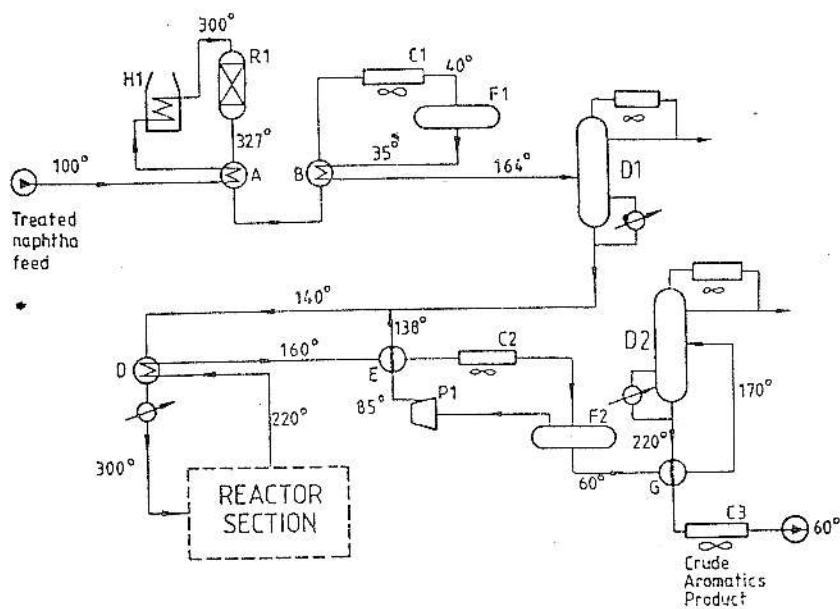 300°
R1
H1
327°
C1
40°
F1
35°
100°
A
B
164°
D1
Treated
naphtha
feed
140°
138°
D
160°
E
C2
D2
85°
P1
220°
F2
170°
220°
300°
60°
G
REACTOR
SECTION
C3
60°
Crude
Aromatics
Product